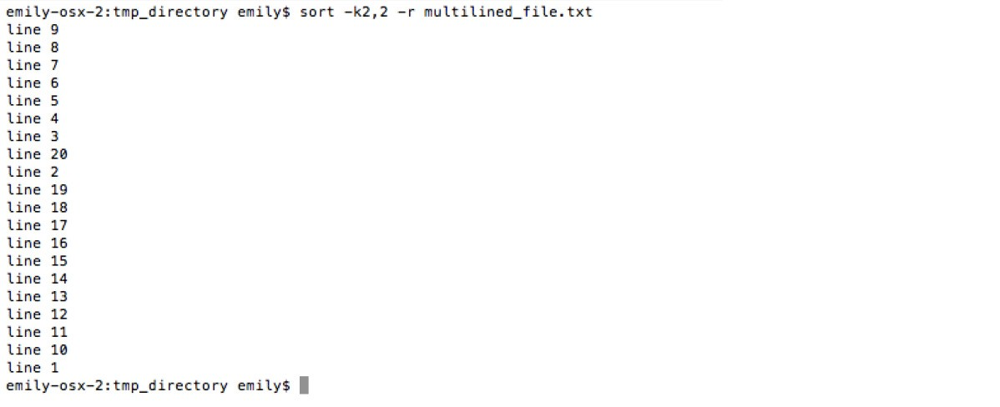 emily-osx-2:tmp_directory emily$ sort -k2,2 -r multilined_file.txt
line 9
line 8
line 7
line 6
line 5
line 4
line 3
line 20
line 2
line 19
line 18
line 17
line 16
line 15
line 14
line 13
line 12
line 11
line 10
line 1
emily-osx-2:tmp_directory emily$